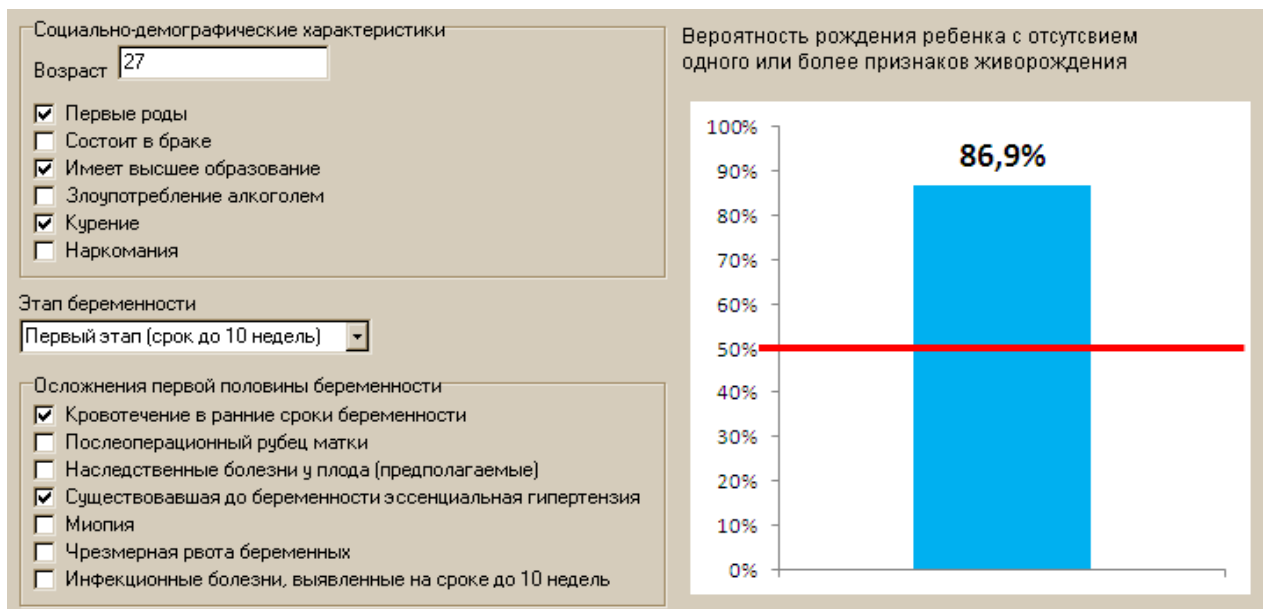 Социально-демографические характеристики
Возраст 27
Первые роды
Состоит в браке
Имеет высшее образование
Злоупотребление алкоголем
Курение
Наркомания
Этап беременности
Первый этап (срок до 10 недель)
Осложнения первой половины беременности
Кровотечение в ранние сроки беременности
Послеоперационный рубец матки
Наследственные болезни у плода (предполагаемые)
Существовавшая до беременности эссенциальная гипертензия
Миопия
Чрезмерная рвота беременных
Инфекционные болезни, выявленные на сроке до 10 недель
Вероятность рождения ребенка с отсутсвием
одного или более признаков живорождения
100%
86,9%
90%
80%
70%
60%
50%
40%
30%
20%
10%
0%